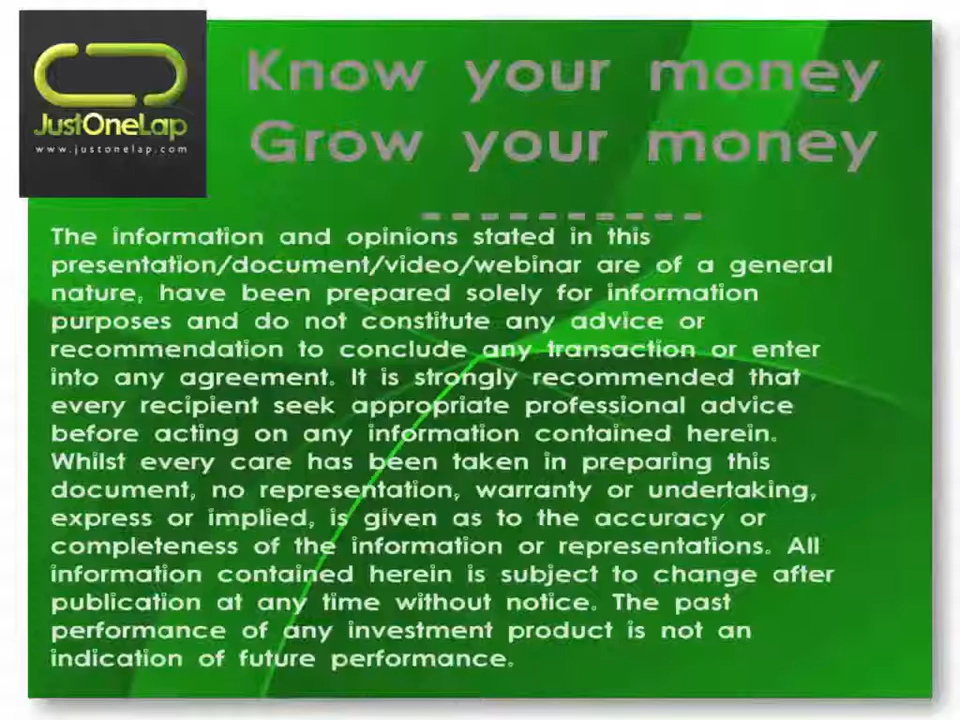 JustOneLap
www.justonelap.com
Know your money
Grow your money
----------
The information and opinions stated in this
presentation/document/video/webinar are of a general
nature, have been prepared solely for information
purposes and do not constitute any advice or
recommendation to conclude any transaction or enter
into any agreement. It is strongly recommended that
every recipient seek appropriate professional advice
before acting on any information contained herein.
Whilst every care has been taken in preparing this
document, no representation, warranty or undertaking,
express or implied, is given as to the accuracy or
completeness of the information or representations. All
information contained herein is subject to change after
publication at any time without notice. The past
performance of any investment product is not an
indication of future performance.